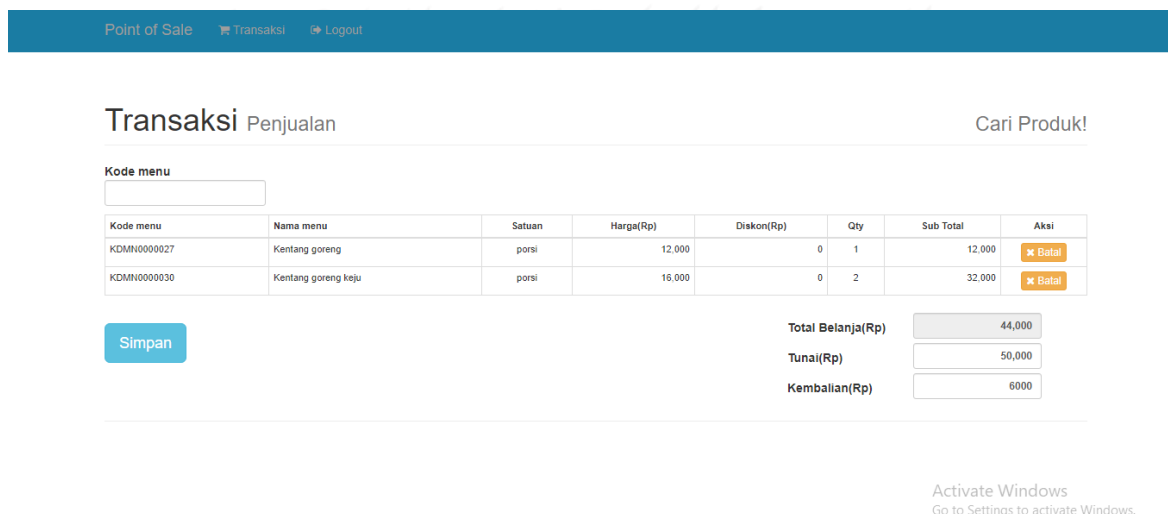 Point of Sale Transaksi Logout
Transaksi Penjualan Cari Produk!
Kode menu
Kode menu Nama menu Satuan Harga(Rp) Diskon(Rp) Qty Sub Total Aksi
KDMN0000027 Kentang goreng porsi 12,000 0 1 12,000 Batal
KDMN0000030 Kentang goreng keju porsi 16,000 0 2 32,000 Batal
Simpan
Total Belanja(Rp) 44,000
Tunai(Rp) 50,000
Kembalian(Rp) 6000
Activate Windows
Go to Settings to activate Windows.